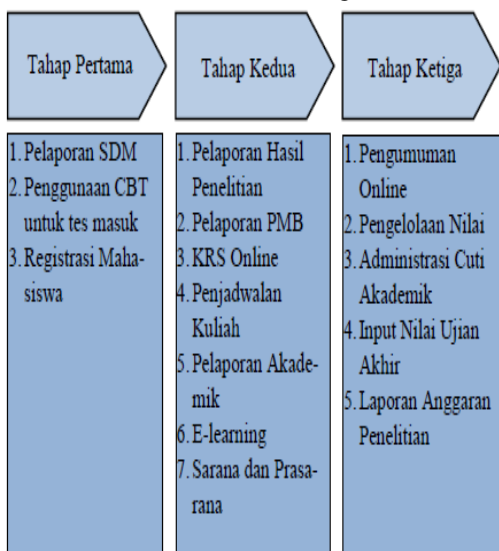 Tahap Pertama
1. Pelaporan SDM
2. Penggunaan CBT
untuk tes masuk
3. Registrasi Maha-
siswa
Tahap Kedua
1. Pelaporan Hasil
Penelitian
2. Pelaporan PMB
3. KRS Online
4. Penjadwalan
Kuliah
5. Pelaporan Akade-
mik
6. E-learning
7. Sarana dan Prasa-
rana
Tahap Ketiga
1. Pengumuman
Online
2. Pengelolaan Nilai
3. Administrasi Cuti
Akademik
4. Input Nilai Ujian
Akhir
5. Laporan Anggaran
Penelitian